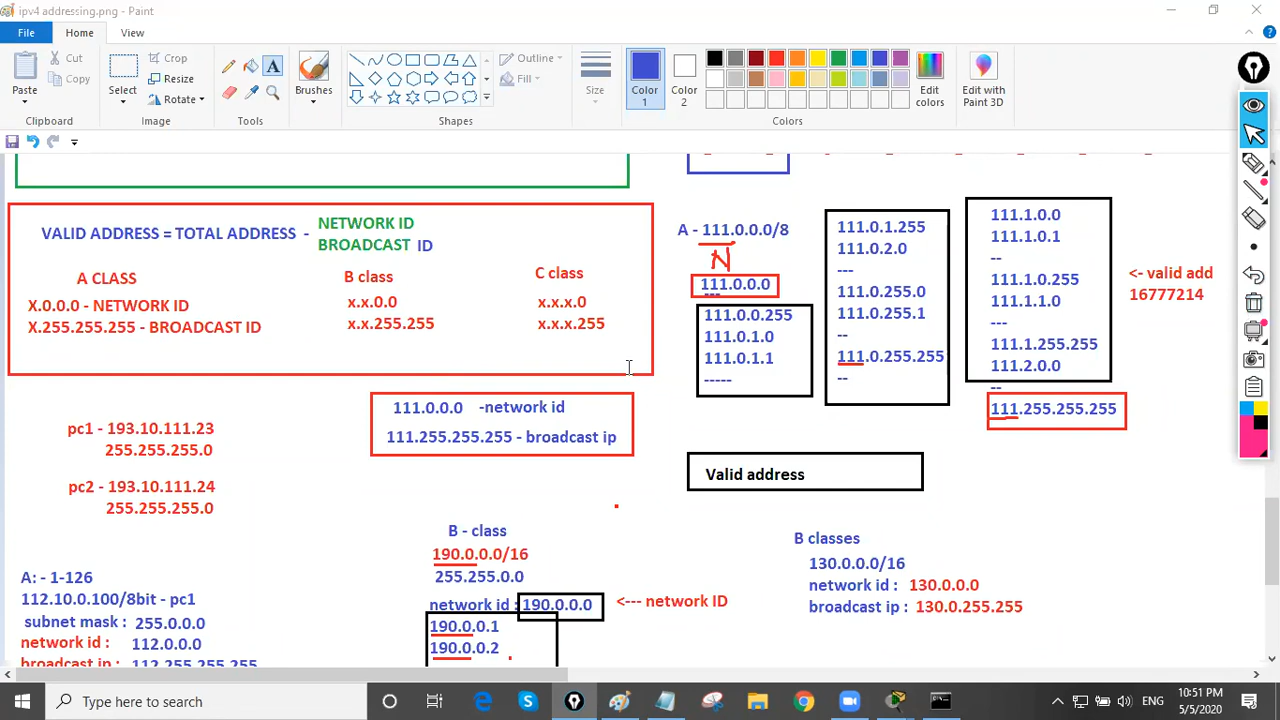 ipv4 addressing.png - Paint
File
Home
View
Paste
Cut
Copy
Clipboard
Select
Crop
Resize
Rotate
Image
Tools
Brushes
Shapes
Outline
Fill
Size
Color 1
Color 2
Colors
Edit colors
Edit with Paint 3D
VALID ADDRESS = TOTAL ADDRESS -
NETWORK ID
BROADCAST ID
A CLASS
X.0.0.0 - NETWORK ID
X.255.255.255 - BROADCAST ID
B class
x.x.0.0
x.x.255.255
C class
x.x.x.0
x.x.x.255
A - 111.0.0.0/8
N
111.0.0.0
---
111.0.0.255
111.0.1.0
111.0.1.1
-----
111.0.1.255
111.0.2.0
---
111.0.255.0
111.0.255.1
--
111.0.255.255
--
111.1.0.0
111.1.0.1
--
111.1.0.255
111.1.1.0
---
111.1.255.255
111.2.0.0
--
111.255.255.255
<- valid add
16777214
111.0.0.0 -network id
111.255.255.255 - broadcast ip
pc1 - 193.10.111.23
255.255.255.0
pc2 - 193.10.111.24
255.255.255.0
Valid address
B - class
190.0.0.0/16
255.255.0.0
network id : 190.0.0.0
<--- network ID
190.0.0.1
190.0.0.2
B classes
130.0.0.0/16
network id : 130.0.0.0
broadcast ip : 130.0.255.255
A: - 1-126
112.10.0.100/8bit - pc1
subnet mask : 255.0.0.0
network id : 112.0.0.0
broadcast ip : 112.255.255.255
Type here to search
ENG
10:51 PM
5/5/2020